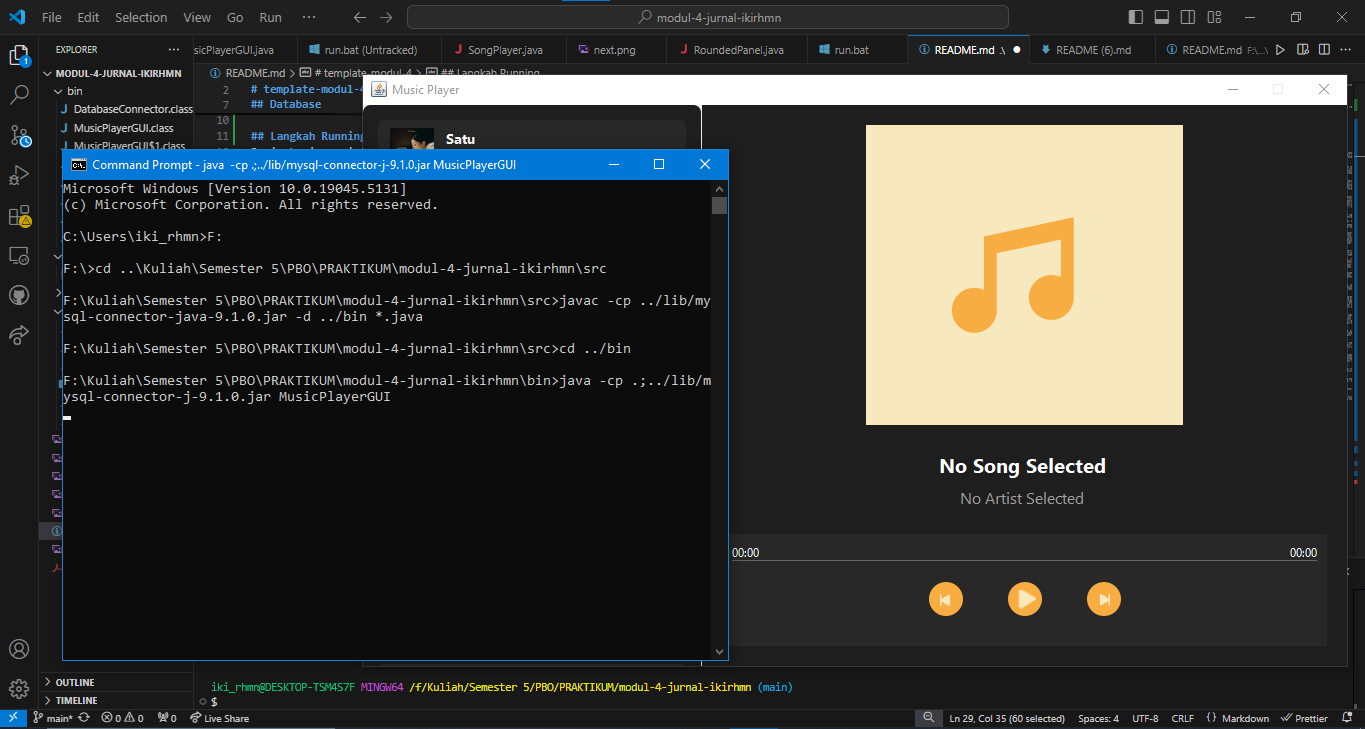 File Edit Selection View Go Run ··· modul-4-jurnal-ikirhmn
EXPLORER ···
sicPlayerGUI.java run.bat (Untracked) SongPlayer.java next.png RoundedPanel.java run.bat README.md .\ README (6).md README.md F:\...\
MODUL-4-JURNAL-IKIRHMN
README.md > # template-modul-4 > ## Langkah Running
bin
DatabaseConnector.class
MusicPlayerGUI.class
MusicPlayerGUI$1.class
2 # template-modul-4
7 ## Database
10
11 ## Langkah Running
Music Player
Satu
Command Prompt - java -cp .;../lib/mysql-connector-j-9.1.0.jar MusicPlayerGUI
Microsoft Windows [Version 10.0.19045.5131]
(c) Microsoft Corporation. All rights reserved.
C:\Users\iki_rhmn>F:
F:\>cd ..\Kuliah\Semester 5\PBO\PRAKTIKUM\modul-4-jurnal-ikirhmn\src
F:\Kuliah\Semester 5\PBO\PRAKTIKUM\modul-4-jurnal-ikirhmn\src>javac -cp ../lib/my
sql-connector-java-9.1.0.jar -d ../bin *.java
F:\Kuliah\Semester 5\PBO\PRAKTIKUM\modul-4-jurnal-ikirhmn\src>cd ../bin
F:\Kuliah\Semester 5\PBO\PRAKTIKUM\modul-4-jurnal-ikirhmn\bin>java -cp .;../lib/m
ysql-connector-j-9.1.0.jar MusicPlayerGUI
No Song Selected
No Artist Selected
00:00 00:00
OUTLINE
TIMELINE
iki_rhmn@DESKTOP-TSM4S7F MINGW64 /f/Kuliah/Semester 5/PBO/PRAKTIKUM/modul-4-jurnal-ikirhmn (main)
$
main* 0 0 0 Live Share Ln 29, Col 35 (60 selected) Spaces: 4 UTF-8 CRLF Markdown Prettier